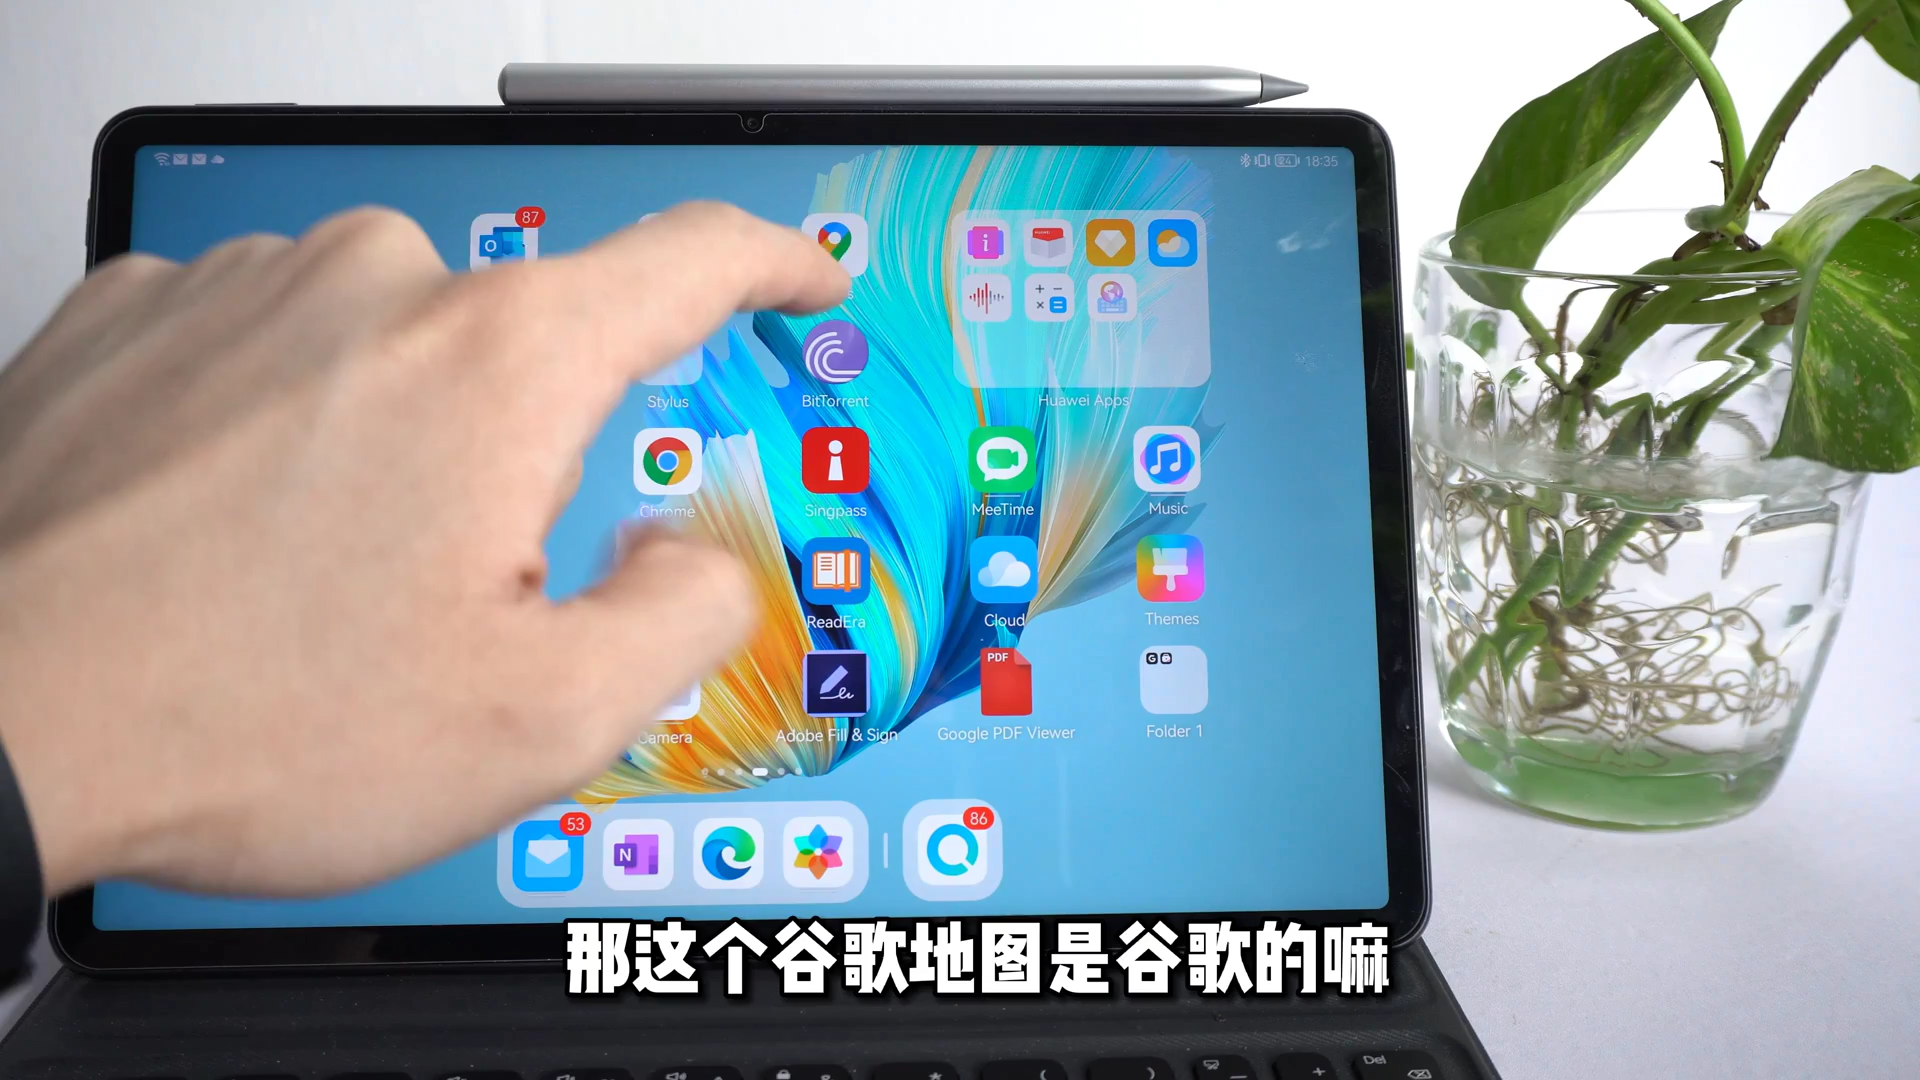 24
18:35
87
O
HUAWEI
Stylus
BitTorrent
Huawei Apps
Chrome
Singpass
MeeTime
Music
ReadEra
Cloud
Themes
PDF
G
Camera
Adobe Fill & Sign
Google PDF Viewer
Folder 1
53
N
86
那这个谷歌地图是谷歌的嘛
Del